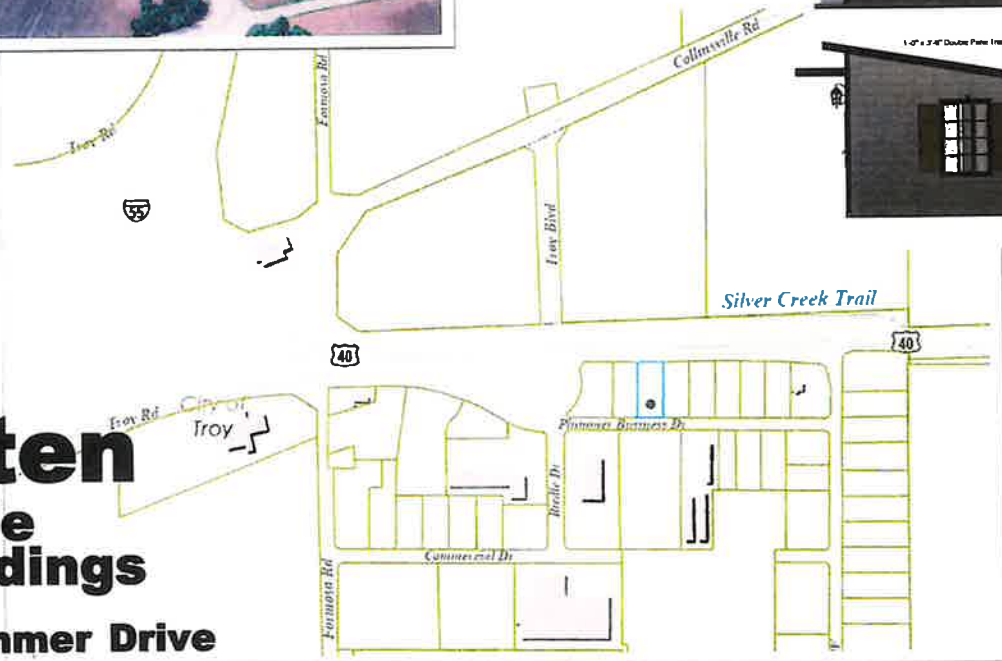 Collinsville Rd
Formosa Rd
Troy Rd
55
Troy Blvd
Silver Creek Trail
40
40
Troy Rd
City of
Troy
Plummer Business Dr
Riedle Dr
Commercial Dr
Formosa Rd
ten
e
dings
mmer Drive